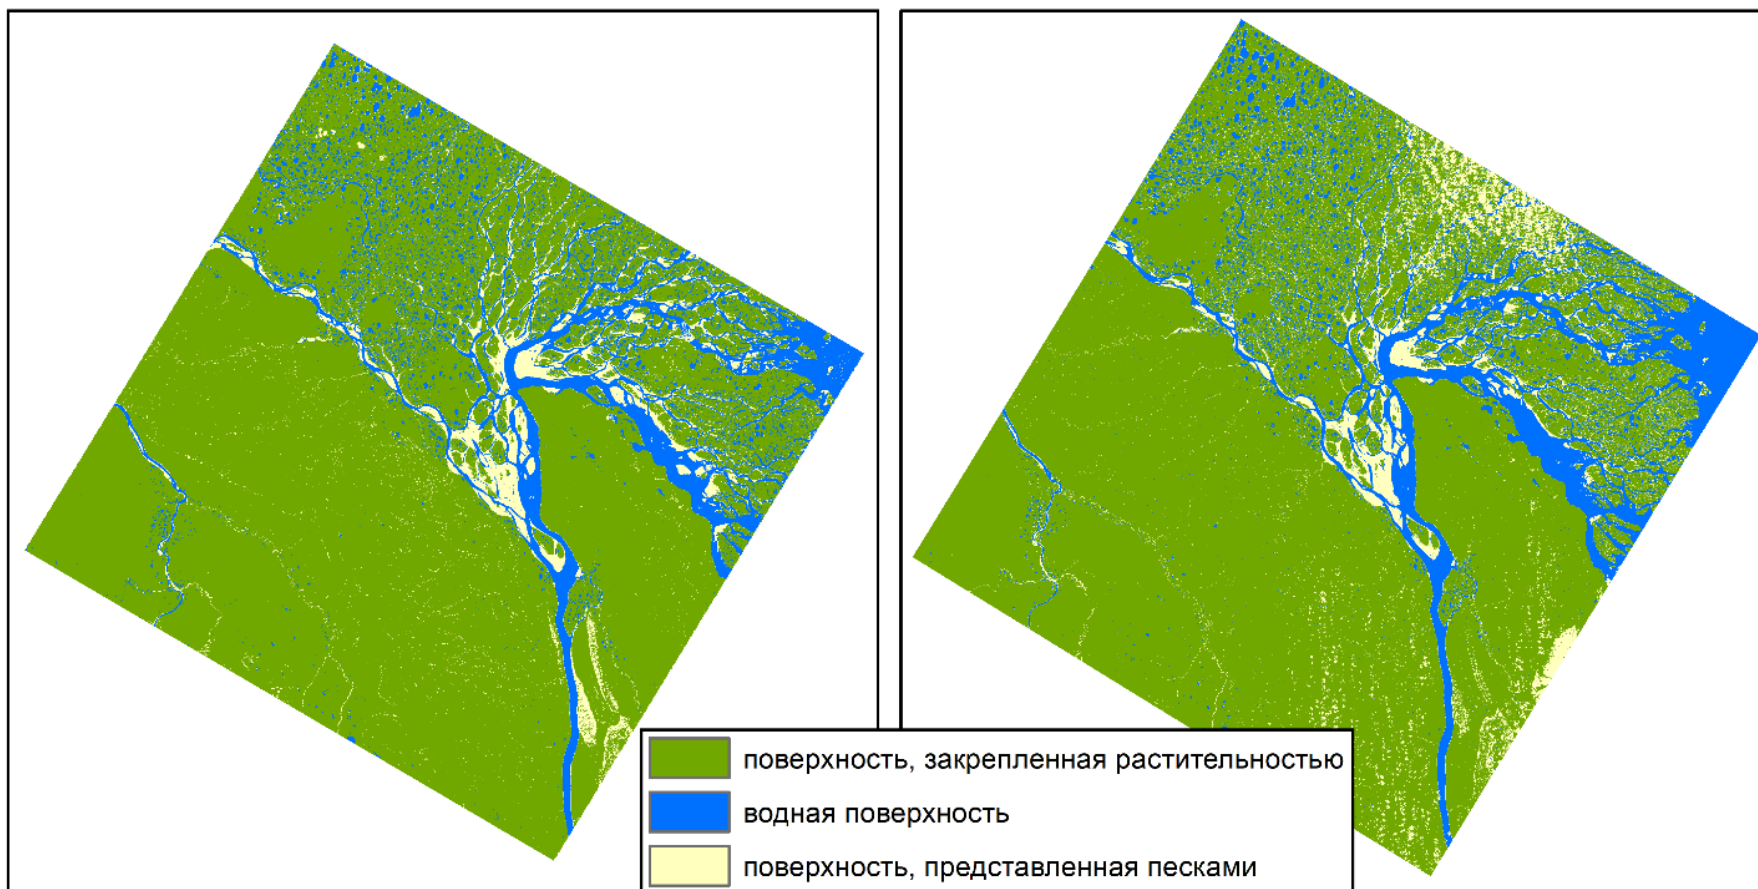 поверхность, закрепленная растительностью
водная поверхность
поверхность, представленная песками